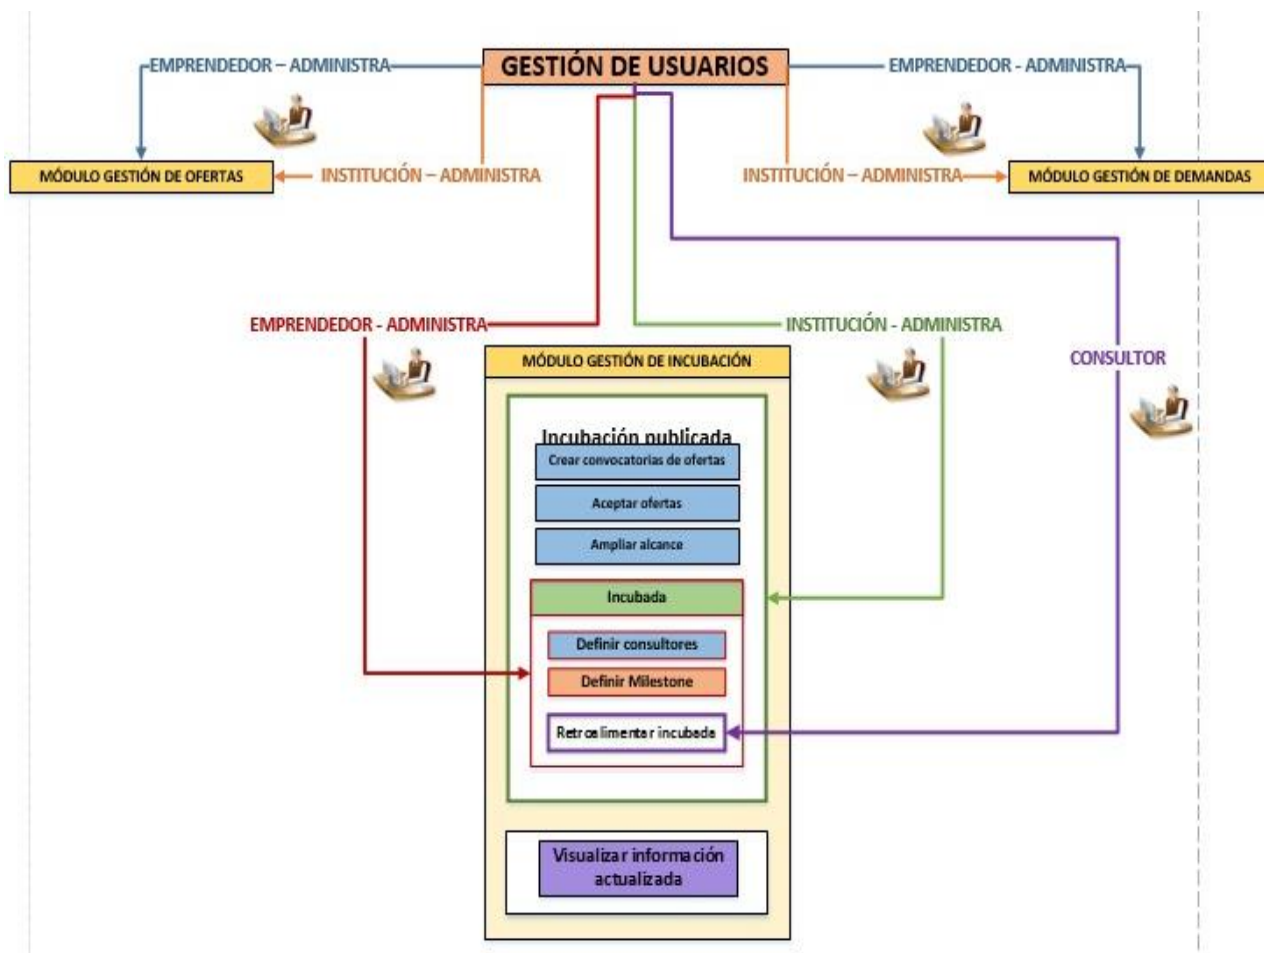 GESTIÓN DE USUARIOS
EMPRENDEDOR – ADMINISTRA
EMPRENDEDOR - ADMINISTRA
MÓDULO GESTIÓN DE OFERTAS
INSTITUCIÓN – ADMINISTRA
INSTITUCIÓN – ADMINISTRA
MÓDULO GESTIÓN DE DEMANDAS
EMPRENDEDOR - ADMINISTRA
INSTITUCIÓN - ADMINISTRA
CONSULTOR
MÓDULO GESTIÓN DE INCUBACIÓN
Incubación publicada
Crear convocatorias de ofertas
Aceptar ofertas
Ampliar alcance
Incubada
Definir consultores
Definir Milestone
Retroalimentar incubada
Visualizar información
actualizada